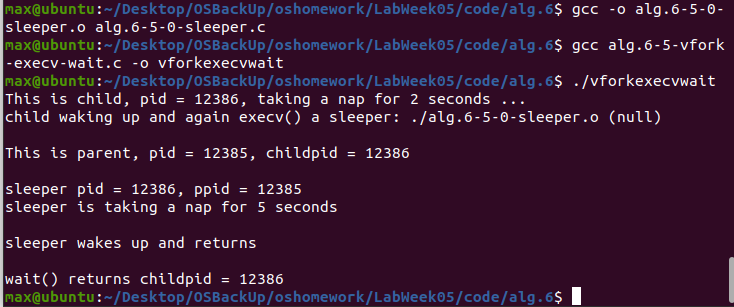 max@ubuntu:~/Desktop/OSBackUp/oshomework/LabWeek05/code/alg.6$ gcc -o alg.6-5-0-
sleeper.o alg.6-5-0-sleeper.c
max@ubuntu:~/Desktop/OSBackUp/oshomework/LabWeek05/code/alg.6$ gcc alg.6-5-vfork
-execv-wait.c -o vforkexecvwait
max@ubuntu:~/Desktop/OSBackUp/oshomework/LabWeek05/code/alg.6$ ./vforkexecvwait
This is child, pid = 12386, taking a nap for 2 seconds ...
child waking up and again execv() a sleeper: ./alg.6-5-0-sleeper.o (null)
This is parent, pid = 12385, childpid = 12386
sleeper pid = 12386, ppid = 12385
sleeper is taking a nap for 5 seconds
sleeper wakes up and returns
wait() returns childpid = 12386
max@ubuntu:~/Desktop/OSBackUp/oshomework/LabWeek05/code/alg.6$